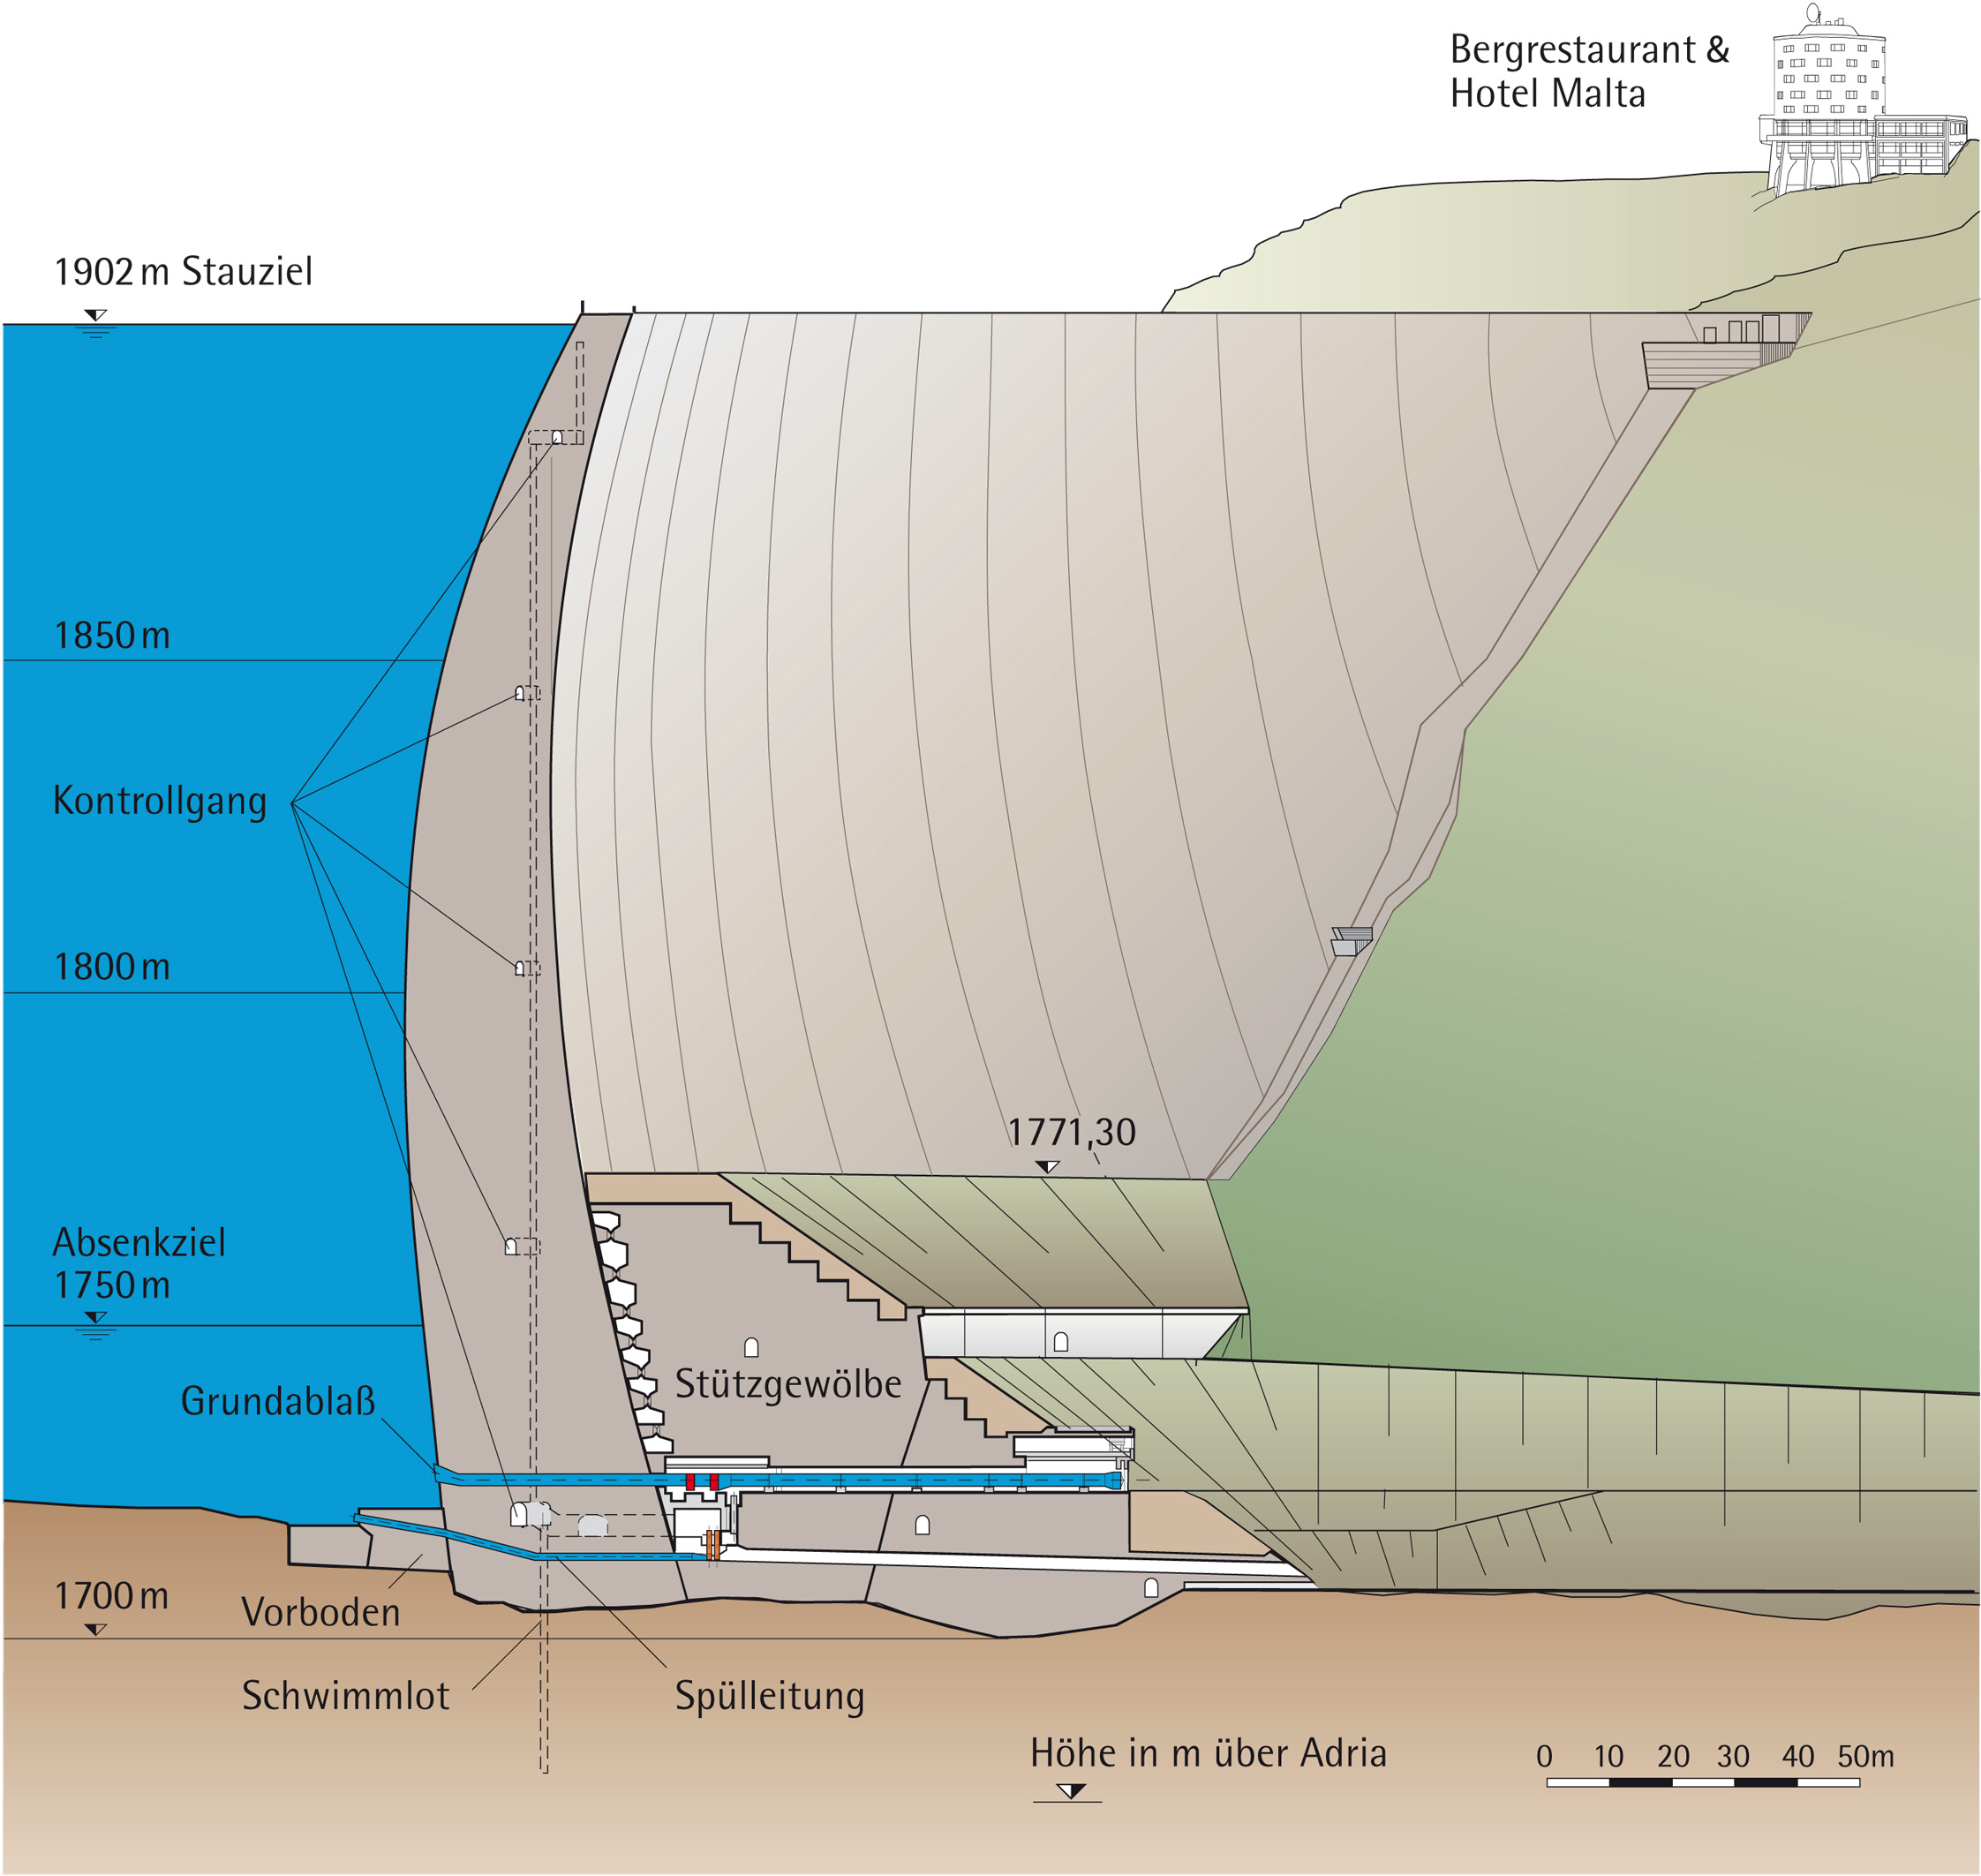 Bergrestaurant &
Hotel Malta
1902 m Stauziel
1850 m
Kontrollgang
1800 m
1771,30
Absenkziel
1750 m
Stützgewölbe
Grundablaß
1700 m
Vorboden
Schwimmlot
Spülleitung
Höhe in m über Adria
0 10 20 30 40 50m